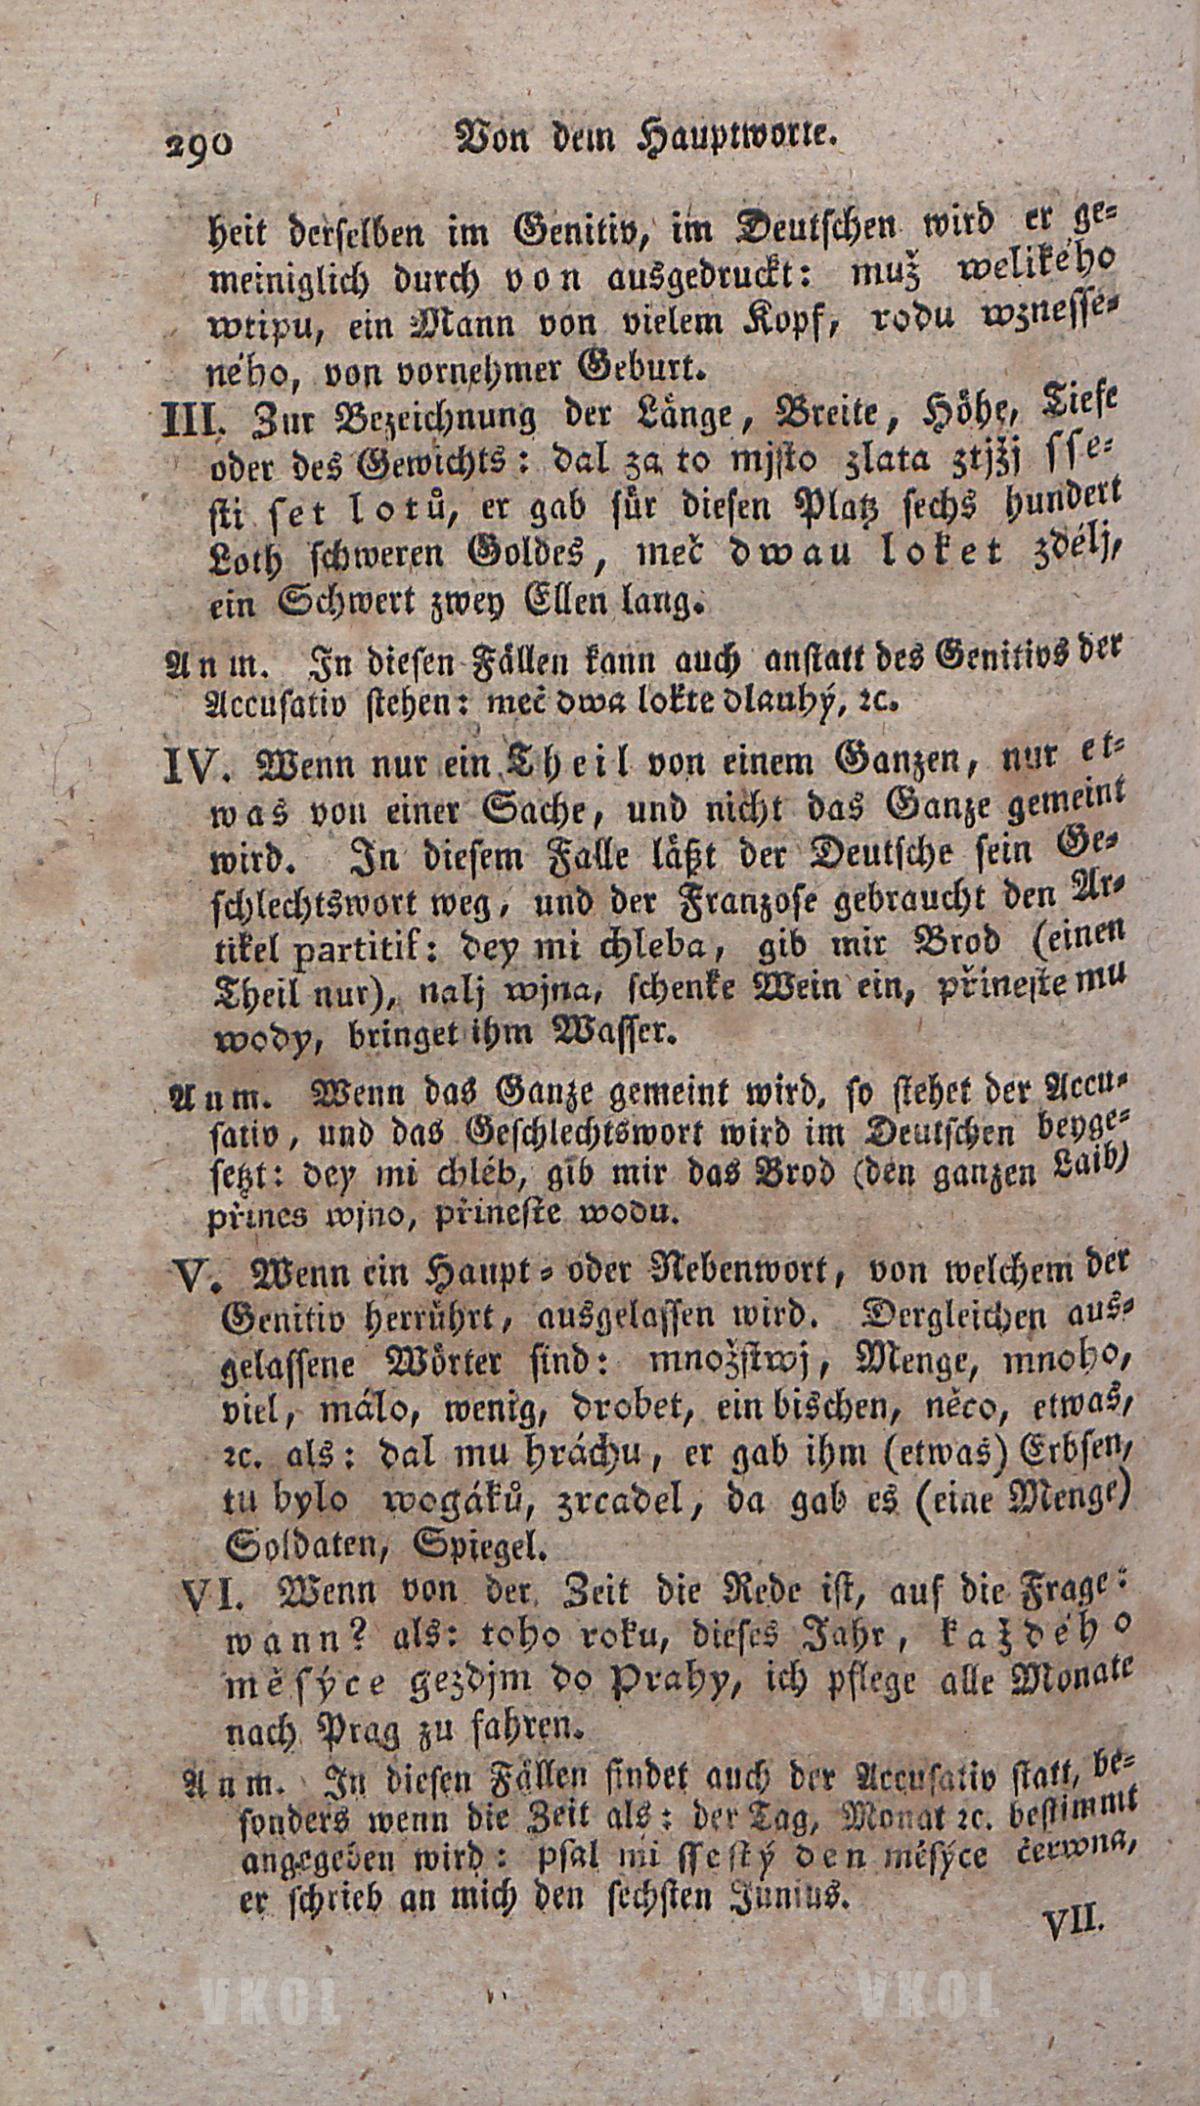 290 Von dem Hauptworte.
heit derselben im Genitiv, im Deutschen wird er ge-
meiniglich durch von ausgedruckt: muž welikého
wtipu, ein Mann von vielem Kopf, rodu wznesse-
ného, von vornehmer Geburt.
III. Zur Bezeichnung der Länge, Breite, Höhe, Tiefe
oder des Gewichts: dal za to mjsto zlata ztjžj sse-
sti set lotů, er gab für diesen Platz sechs hundert
Loth schweren Goldes, meč dwau loket zdélj,
ein Schwert zwey Ellen lang.
Anm. In diesen Fällen kann auch anstatt des Genitivs der
Accusativ stehen: meč dwa lokte dlauhý, ꝛc.
IV. Wenn nur ein Theil von einem Ganzen, nur et-
was von einer Sache, und nicht das Ganze gemeint
wird. In diesem Falle läßt der Deutsche sein Ge-
schlechtswort weg, und der Franzose gebraucht den Ar-
tikel partitif: dey mi chleba, gib mir Brod (einen
Theil nur), nalj wjna, schenke Wein ein, přineste mu
wody, bringet ihm Wasser.
Anm. Wenn das Ganze gemeint wird, so stehet der Accu-
sativ, und das Geschlechtswort wird im Deutschen beyge-
setzt: dey mi chléb, gib mir das Brod (den ganzen Laib)
přines wjno, přineste wodu.
V. Wenn ein Haupt- oder Nebenwort, von welchem der
Genitiv herrührt, ausgelassen wird. Dergleichen aus-
gelassene Wörter sind: množstwj, Menge, mnoho,
viel, málo, wenig, drobet, ein bischen, něco, etwas,
ꝛc. als: dal mu hráchu, er gab ihm (etwas) Erbsen,
tu bylo wogáků, zrcadel, da gab es (eine Menge)
Soldaten, Spiegel.
VI. Wenn von der Zeit die Rede ist, auf die Frage:
wann? als: toho roku, dieses Jahr, každého
měsýce gezdjm do Prahy, ich pflege alle Monate
nach Prag zu fahren.
Anm. In diesen Fällen findet auch der Accusativ statt, be-
sonders wenn die Zeit als: der Tag, Monat ꝛc. bestimmt
angegeben wird: psal mi ssestý den měsýce čerwna,
er schrieb an mich den sechsten Junius.
VII.
VKOL VKOL